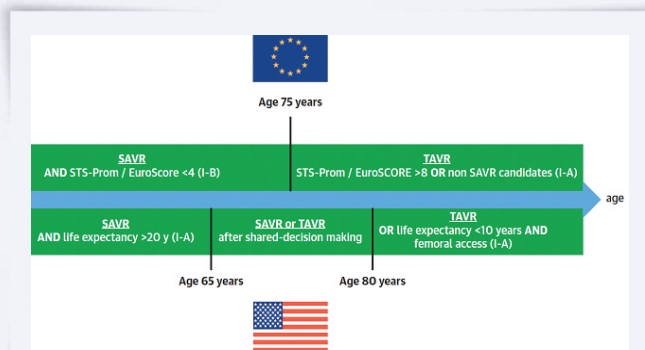 Age 75 years
SAVR
AND STS-Prom / EuroScore <4 (I-B)
TAVR
STS-Prom / EuroSCORE >8 OR non SAVR candidates (I-A)
age
SAVR
AND life expectancy >20 y (I-A)
SAVR or TAVR
after shared-decision making
TAVR
OR life expectancy <10 years AND
femoral access (I-A)
Age 65 years
Age 80 years